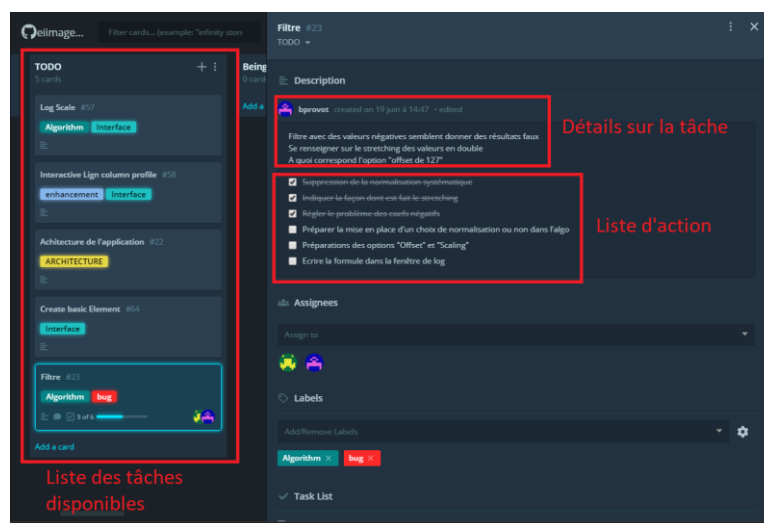 eiimage...
Filter cards... (example: "infinity ston
TODO
5 cards
Log Scale #57
Algorithm Interface
Interactive Lign column profile #58
enhancement Interface
Achitecture de l'application #22
ARCHITECTURE
Create basic Element #64
Interface
Filtre #23
Algorithm bug
3 of 6
Add a card
Liste des tâches
disponibles
Being
0 card
Add a
Filtre #23
TODO
Description
bprovot created on 19 juin à 14:47 • edited
Filtre avec des valeurs négatives semblent donner des résultats faux
Se renseigner sur le stretching des valeurs en double
A quoi correspond l'option "offset de 127"
Détails sur la tâche
Suppression de la normalisation systématique
Indiquer la façon dont est fait le stretching
Régler le problème des coefs négatifs
Préparer la mise en place d'un choix de normalisation ou non dans l'algo
Préparations des options "Offset" et "Scaling"
Ecrire la formule dans la fenêtre de log
Liste d'action
Assignees
Assign to
Labels
Add/Remove Labels
Algorithm × bug ×
Task List